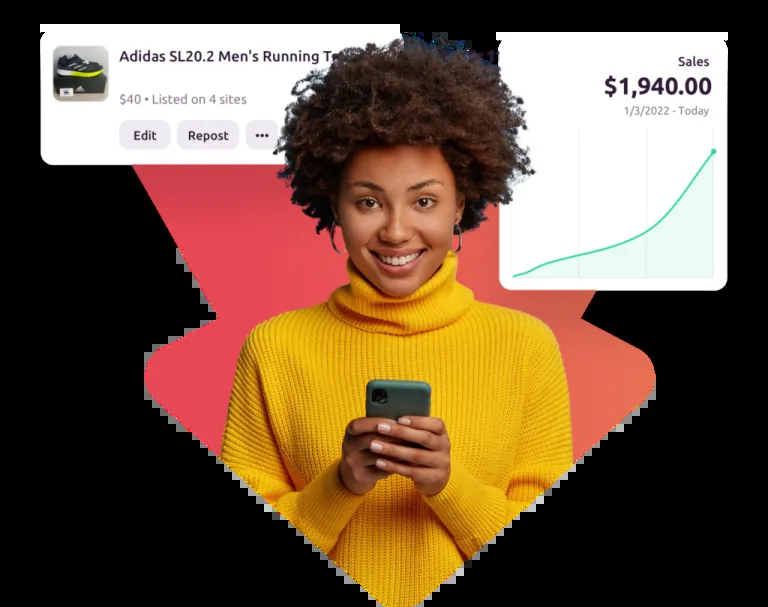 Adidas SL20.2 Men's Running
$40 • Listed on 4 sites
Edit
Repost
Sales
$1,940.00
1/3/2022 - Today